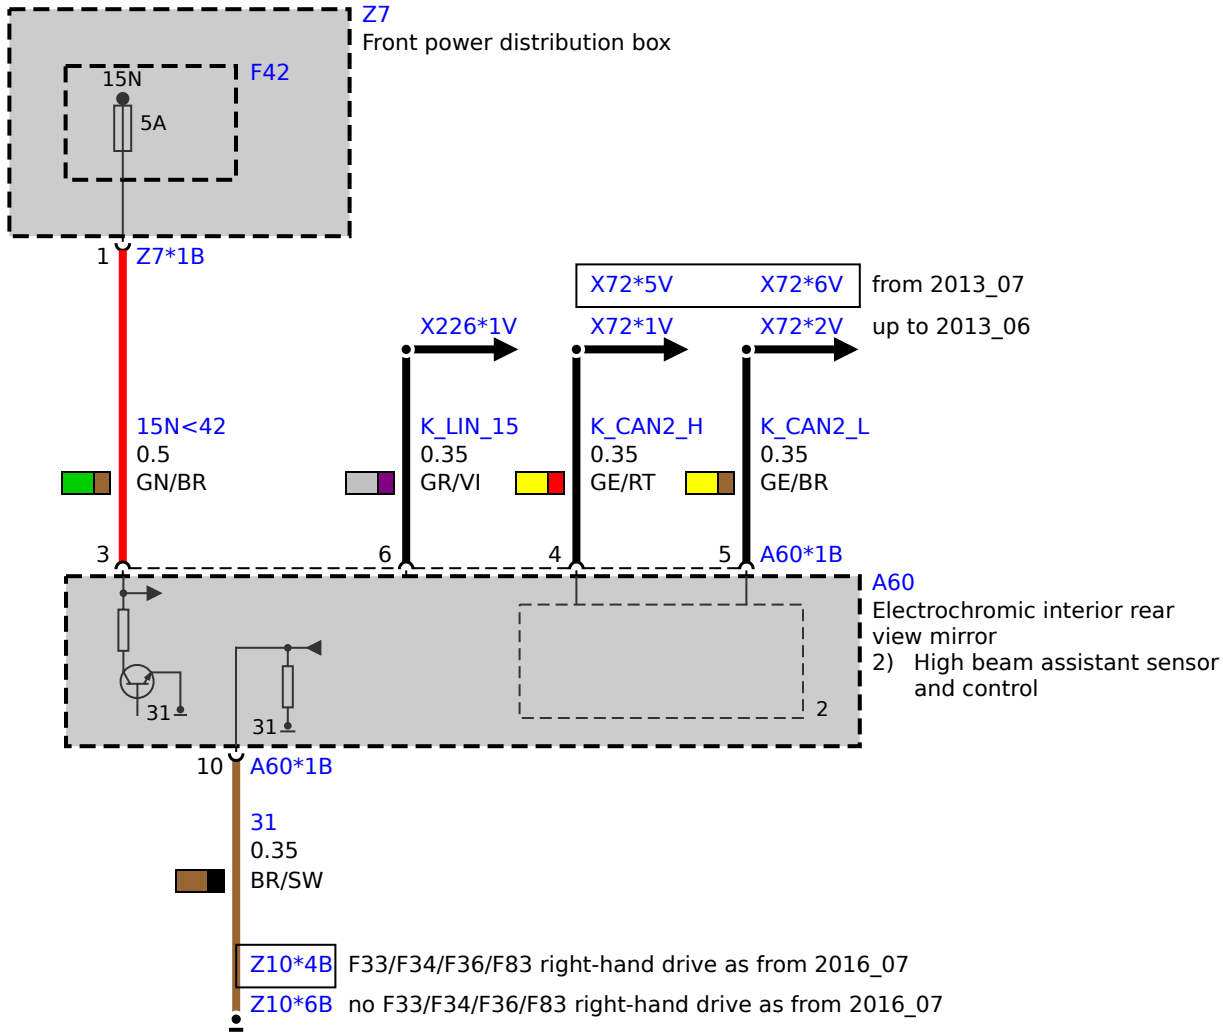 Z7
Front power distribution box
15N
F42
5A
1 Z7*1B
X72*5V X72*6V from 2013_07
X226*1V X72*1V X72*2V up to 2013_06
15N<42 K_LIN_15 K_CAN2_H K_CAN2_L
0.5 0.35 0.35 0.35
GN/BR GR/VI GE/RT GE/BR
3 6 4 5 A60*1B
A60
Electrochromic interior rear
view mirror
2) High beam assistant sensor
and control
31
31
2
10 A60*1B
31
0.35
BR/SW
Z10*4B F33/F34/F36/F83 right-hand drive as from 2016_07
Z10*6B no F33/F34/F36/F83 right-hand drive as from 2016_07